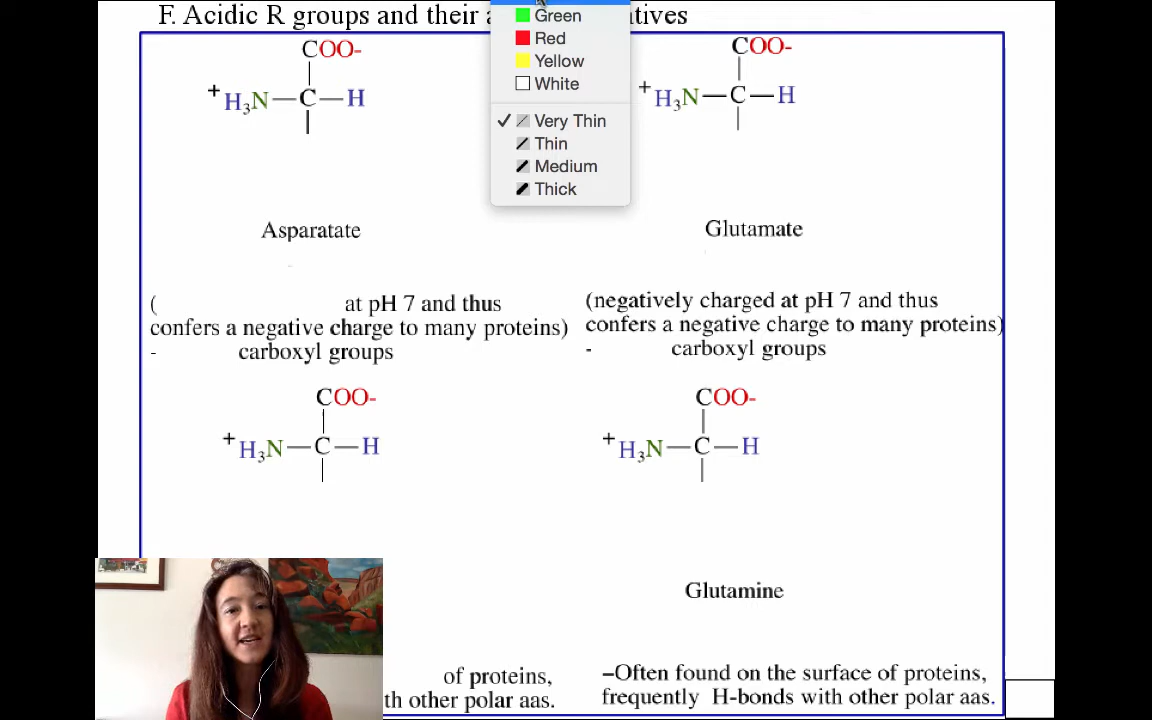 F. Acidic R groups and their a tives
Green
Red
Yellow
White
✓ Very Thin
Thin
Medium
Thick
COO-
+H₃N—C—H
Asparatate
( at pH 7 and thus
confers a negative charge to many proteins)
- carboxyl groups
COO-
+H₃N—C—H
Glutamate
(negatively charged at pH 7 and thus
confers a negative charge to many proteins)
- carboxyl groups
COO-
+H₃N—C—H
of proteins,
th other polar aas.
COO-
+H₃N—C—H
Glutamine
–Often found on the surface of proteins,
frequently H-bonds with other polar aas.